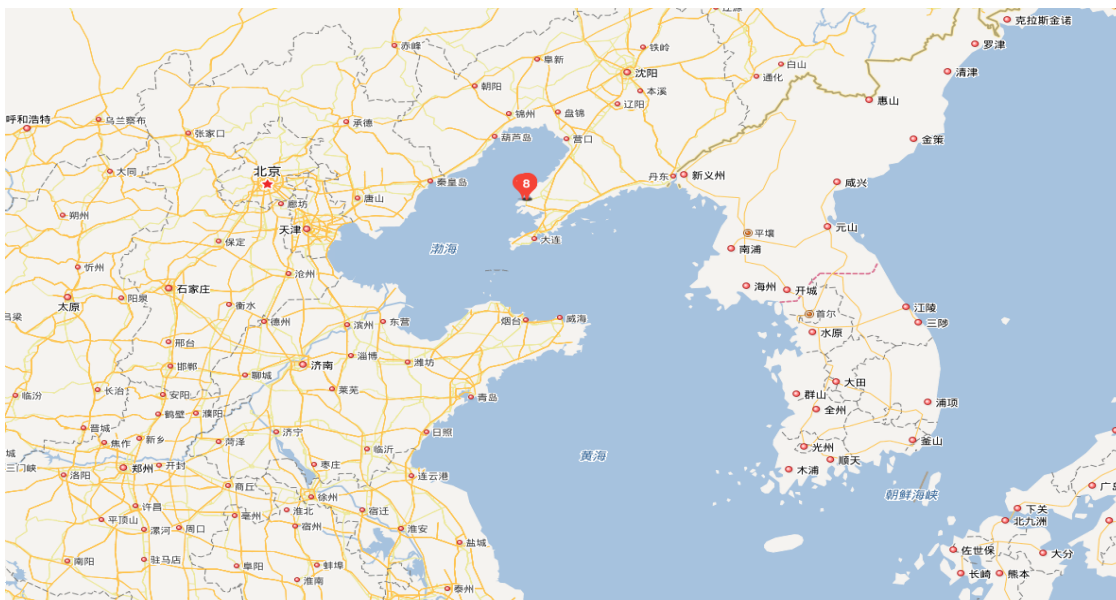 辽源
克拉斯金诺
赤峰
铁岭
罗津
阜新
白山
沈阳
通化
清津
朝阳
本溪
惠山
辽阳
锦州
盘锦
呼和浩特
乌兰察布
承德
张家口
葫芦岛
营口
金策
北京
大同
丹东
新义州
8
秦皇岛
咸兴
唐山
廊坊
朔州
天津
元山
平壤
保定
大连
渤海
南浦
忻州
沧州
石家庄
海州
开城
太原
阳泉
衡水
江陵
首尔
吕梁
德州
滨州
东营
烟台
威海
三陟
水原
邢台
淄博
济南
邯郸
潍坊
聊城
大田
临汾
长治
安阳
莱芜
青岛
群山
浦项
鹤壁
濮阳
全州
晋城
日照
焦作
新乡
菏泽
济宁
釜山
临沂
光州
城
黄海
三门峡
郑州
开封
枣庄
顺天
洛阳
连云港
木浦
商丘
广岛
徐州
朝鲜海峡
许昌
淮北
宿迁
下关
平顶山
亳州
北九洲
漯河
周口
宿州
淮安
盐城
佐世保
大分
南阳
驻马店
阜阳
蚌埠
长崎
熊本
淮南
泰州